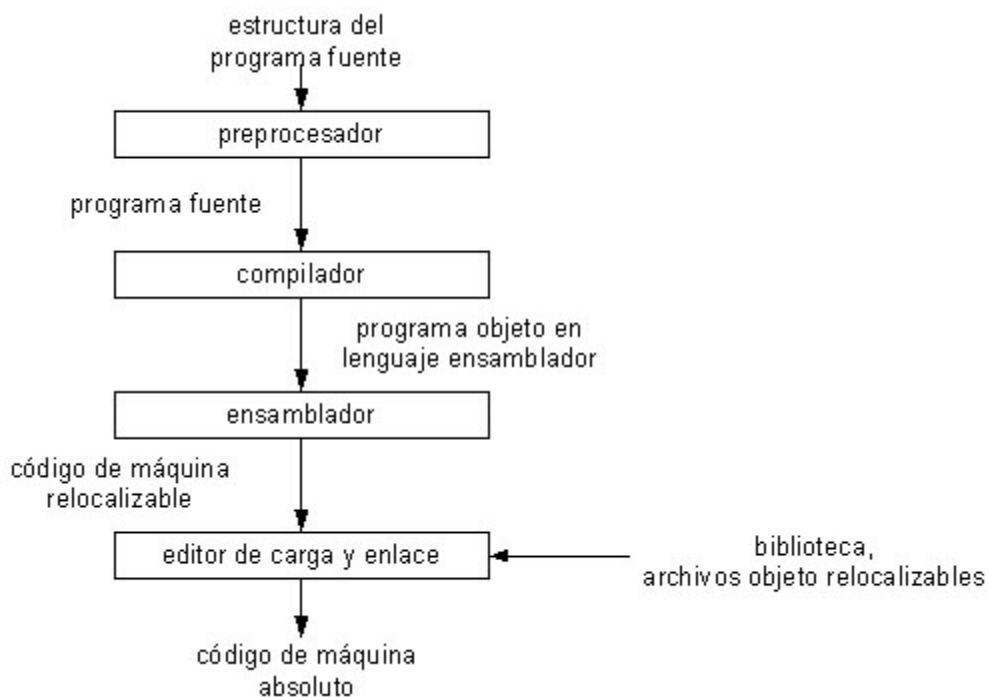 estructura del
programa fuente
preprocesador
programa fuente
compilador
programa objeto en
lenguaje ensamblador
ensamblador
código de máquina
relocalizable
editor de carga y enlace
biblioteca,
archivos objeto relocalizables
código de máquina
absoluto